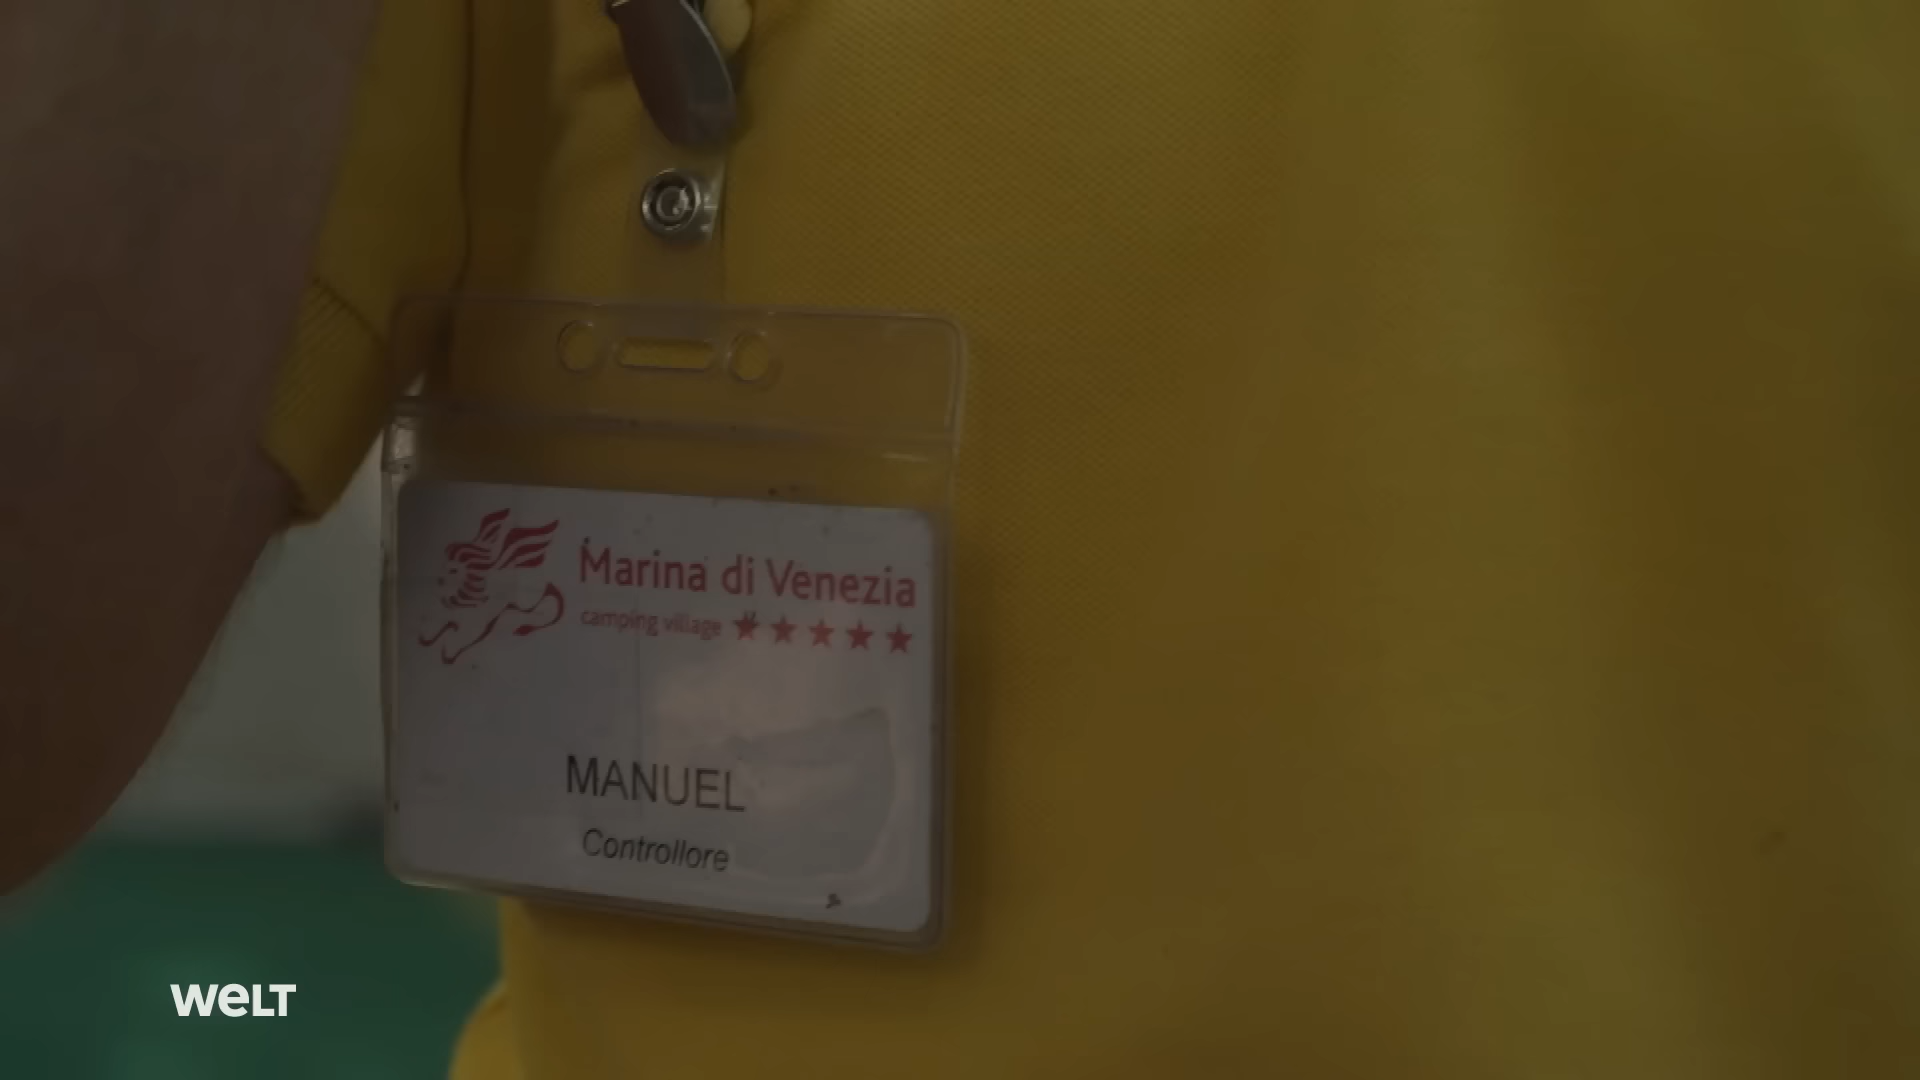 Marina di Venezia
camping village ★★★★★
MANUEL
Controllore
WELT